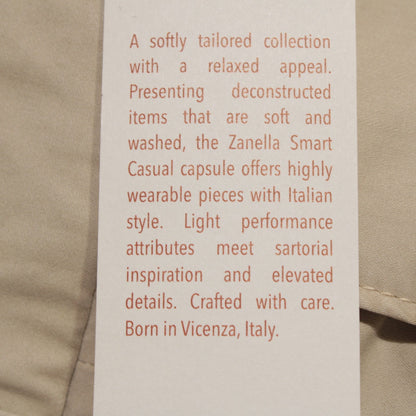 A softly tailored collection
with a relaxed appeal.
Presenting deconstructed
items that are soft and
washed, the Zanella Smart
Casual capsule offers highly
wearable pieces with Italian
style. Light performance
attributes meet sartorial
inspiration and elevated
details. Crafted with care.
Born in Vicenza, Italy.